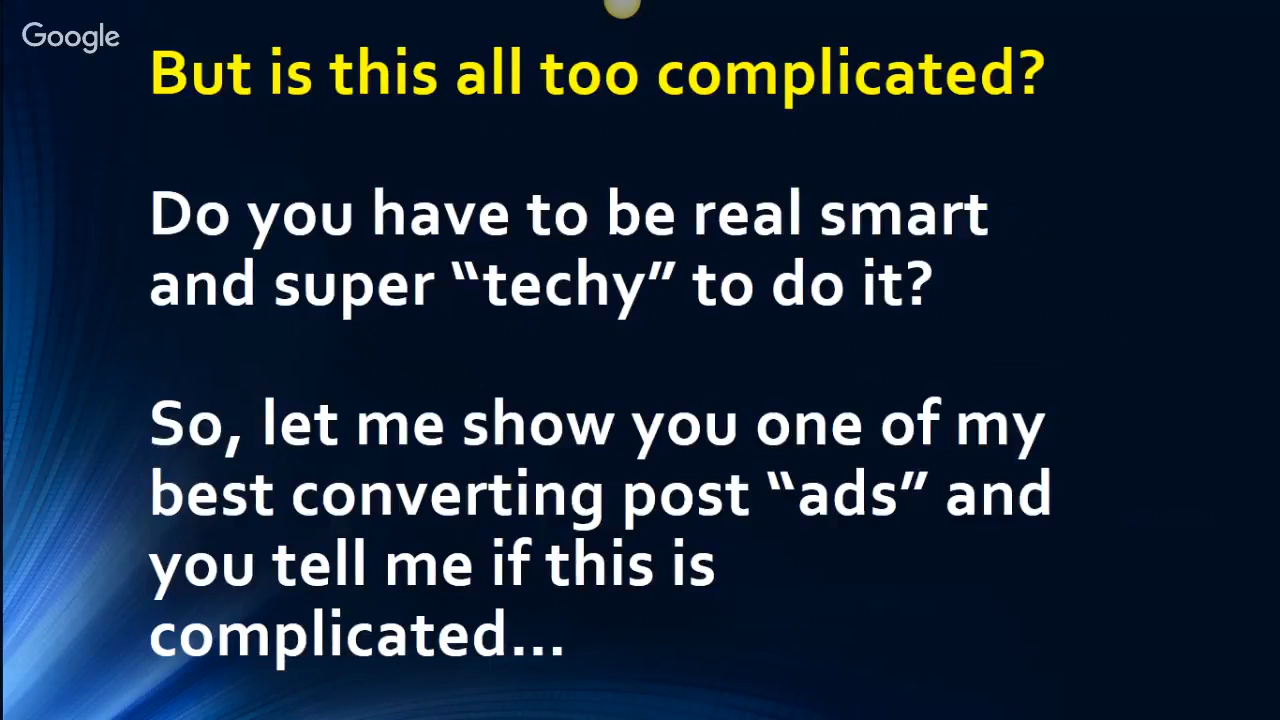 Google
But is this all too complicated?
Do you have to be real smart
and super “techy” to do it?
So, let me show you one of my
best converting post “ads” and
you tell me if this is
complicated...